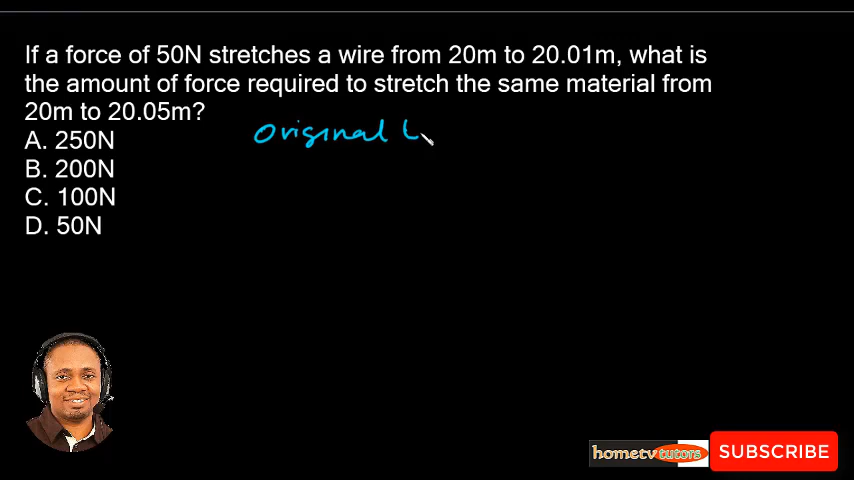 If a force of 50N stretches a wire from 20m to 20.01m, what is
the amount of force required to stretch the same material from
20m to 20.05m?
A. 250N
Original l
B. 200N
C. 100N
D. 50N
hometvtutors
SUBSCRIBE